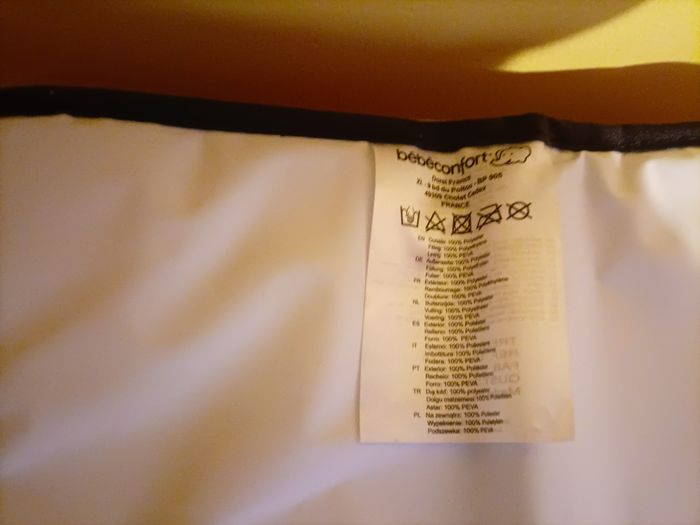 bébéconfort
Dorel France
Z.I. - 9 bd du Poitou - BP 905
49309 Cholet Cedex
FRANCE
EN Outside: 100% Polyester
Filling: 100% Polyethylene
Lining: 100% PEVA
DE Außenseite: 100% Polyester
Füllung: 100% Polyethylen
Futter: 100% PEVA
FR Extérieur: 100% Polyester
Rembourrage: 100% Polyéthylène
Doublure: 100% PEVA
NL Buitenzijde: 100% Polyester
Vulling: 100% Polyetheen
Voering: 100% PEVA
ES Exterior: 100% Poliéster
Relleno: 100% Polietileno
Forro: 100% PEVA
IT Esterno: 100% Poliestere
Imbottitura: 100% Polietilene
Fodera: 100% PEVA
PT Exterior: 100% Poliéster
Recheio: 100% Polietileno
Forro: 100% PEVA
TR Dış kılıf: 100% polyester
Dolgu malzemesi: 100% Polietilen
Astar: 100% PEVA
PL Na zewnątrz: 100% Poliester
Wypełnienie: 100% Polietylen
Podszewka: 100% PEVA